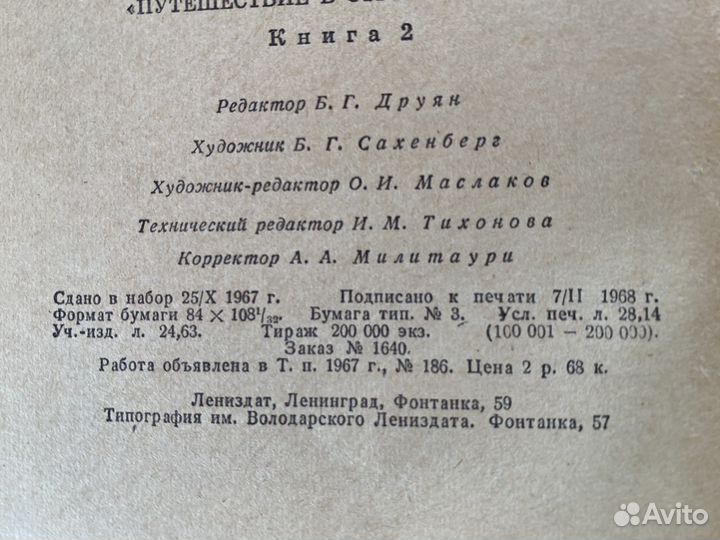 «ПУТЕШЕСТВИЕ В
Книга 2
Редактор Б. Г. Друян
Художник Б. Г. Сахенберг
Художник-редактор О. И. Маслаков
Технический редактор И. М. Тихонова
Корректор А. А. Милитаури
Сдано в набор 25/X 1967 г. Подписано к печати 7/II 1968 г.
Формат бумаги 84 × 108¹/₃₂. Бумага тип. № 3. Усл. печ. л. 28,14
Уч.-изд. л. 24,63. Тираж 200 000 экз. (100 001 — 200 000).
Заказ № 1640.
Работа объявлена в Т. п. 1967 г., № 186. Цена 2 р. 68 к.
Лениздат, Ленинград, Фонтанка, 59
Типография им. Володарского Лениздата. Фонтанка, 57
Avito